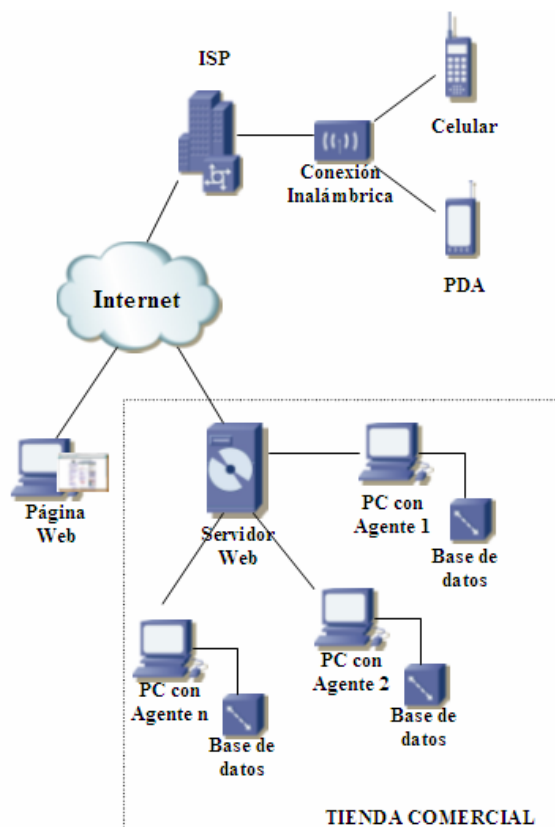 ISP
Celular
Conexión
Inalámbrica
PDA
Internet
Página
Web
Servidor
Web
PC con
Agente 1
Base de
datos
PC con
Agente 2
Base de
datos
PC con
Agente n
Base de
datos
TIENDA COMERCIAL